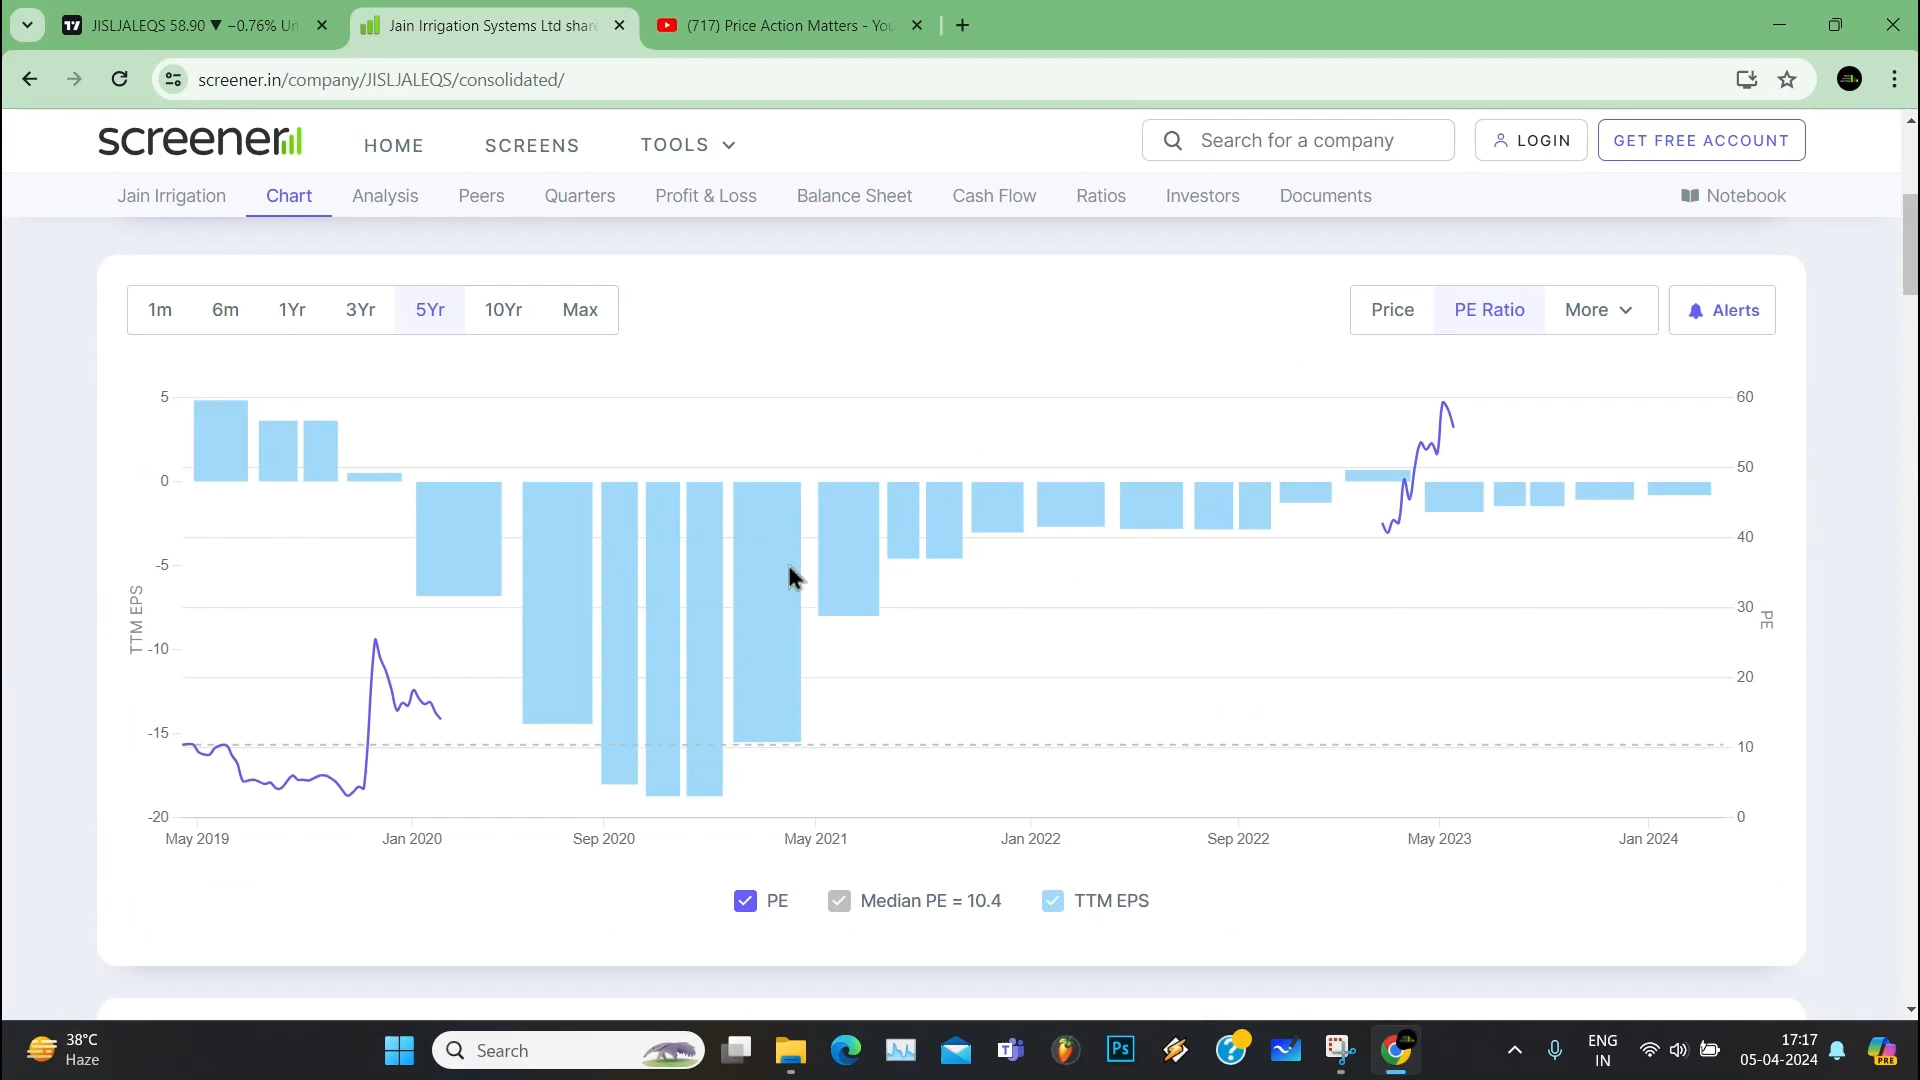 JISLJALEQS 58.90 ▼ −0.76% Un
Jain Irrigation Systems Ltd share
(717) Price Action Matters - You
screener.in/company/JISLJALEQS/consolidated/
screener
HOME
SCREENS
TOOLS
Search for a company
LOGIN
GET FREE ACCOUNT
Jain Irrigation
Chart
Analysis
Peers
Quarters
Profit & Loss
Balance Sheet
Cash Flow
Ratios
Investors
Documents
Notebook
1m
6m
1Yr
3Yr
5Yr
10Yr
Max
Price
PE Ratio
More
Alerts
5
0
-5
-10
-15
-20
TTM EPS
60
50
40
30
20
10
0
PE
May 2019
Jan 2020
Sep 2020
May 2021
Jan 2022
Sep 2022
May 2023
Jan 2024
PE
Median PE = 10.4
TTM EPS
38°C
Haze
Search
Ps
ENG
IN
17:17
05-04-2024
PRE